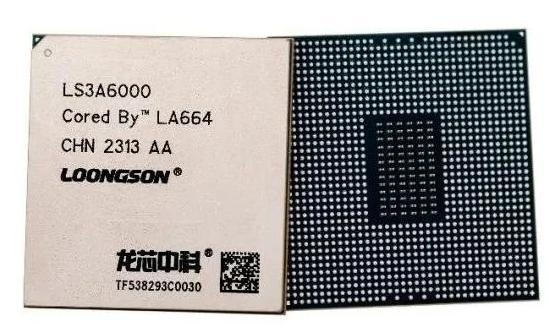 LS3A6000
Cored By™ LA664
CHN 2313 AA
LOONGSON®
龙芯中科®
TF538293C0030